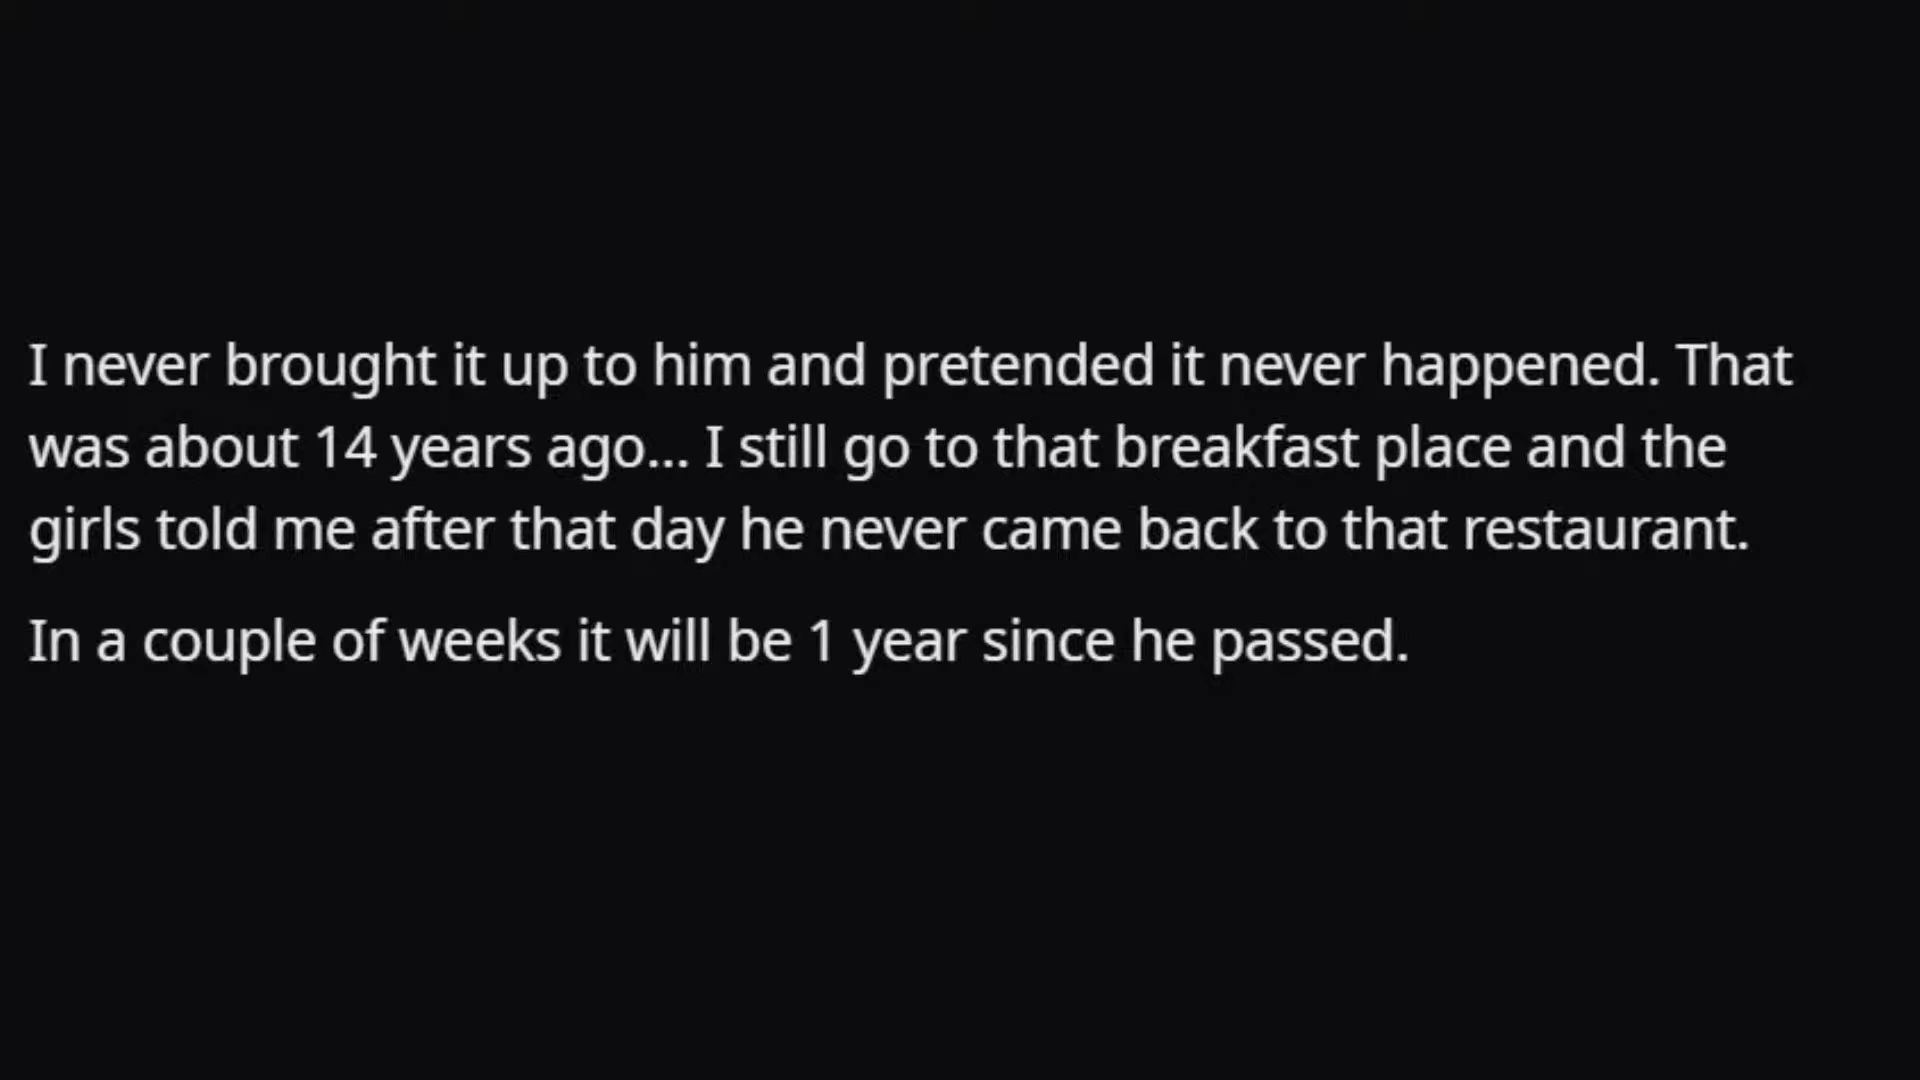 I never brought it up to him and pretended it never happened. That
was about 14 years ago... I still go to that breakfast place and the
girls told me after that day he never came back to that restaurant.
In a couple of weeks it will be 1 year since he passed.